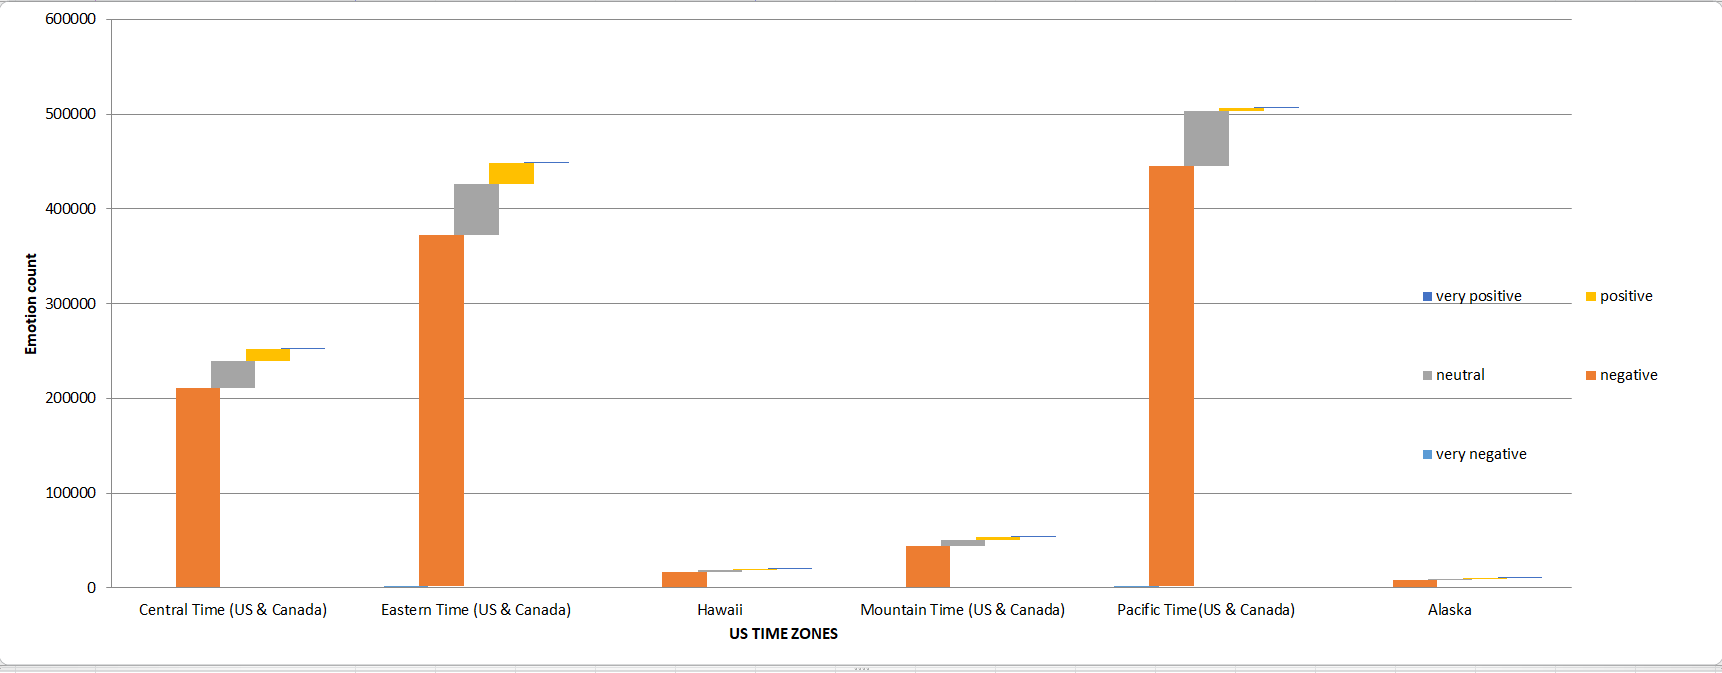 600000
500000
400000
300000
200000
100000
0
Emotion count
Central Time (US & Canada)
Eastern Time (US & Canada)
Hawaii
Mountain Time (US & Canada)
Pacific Time(US & Canada)
Alaska
US TIME ZONES
very positive
positive
neutral
negative
very negative